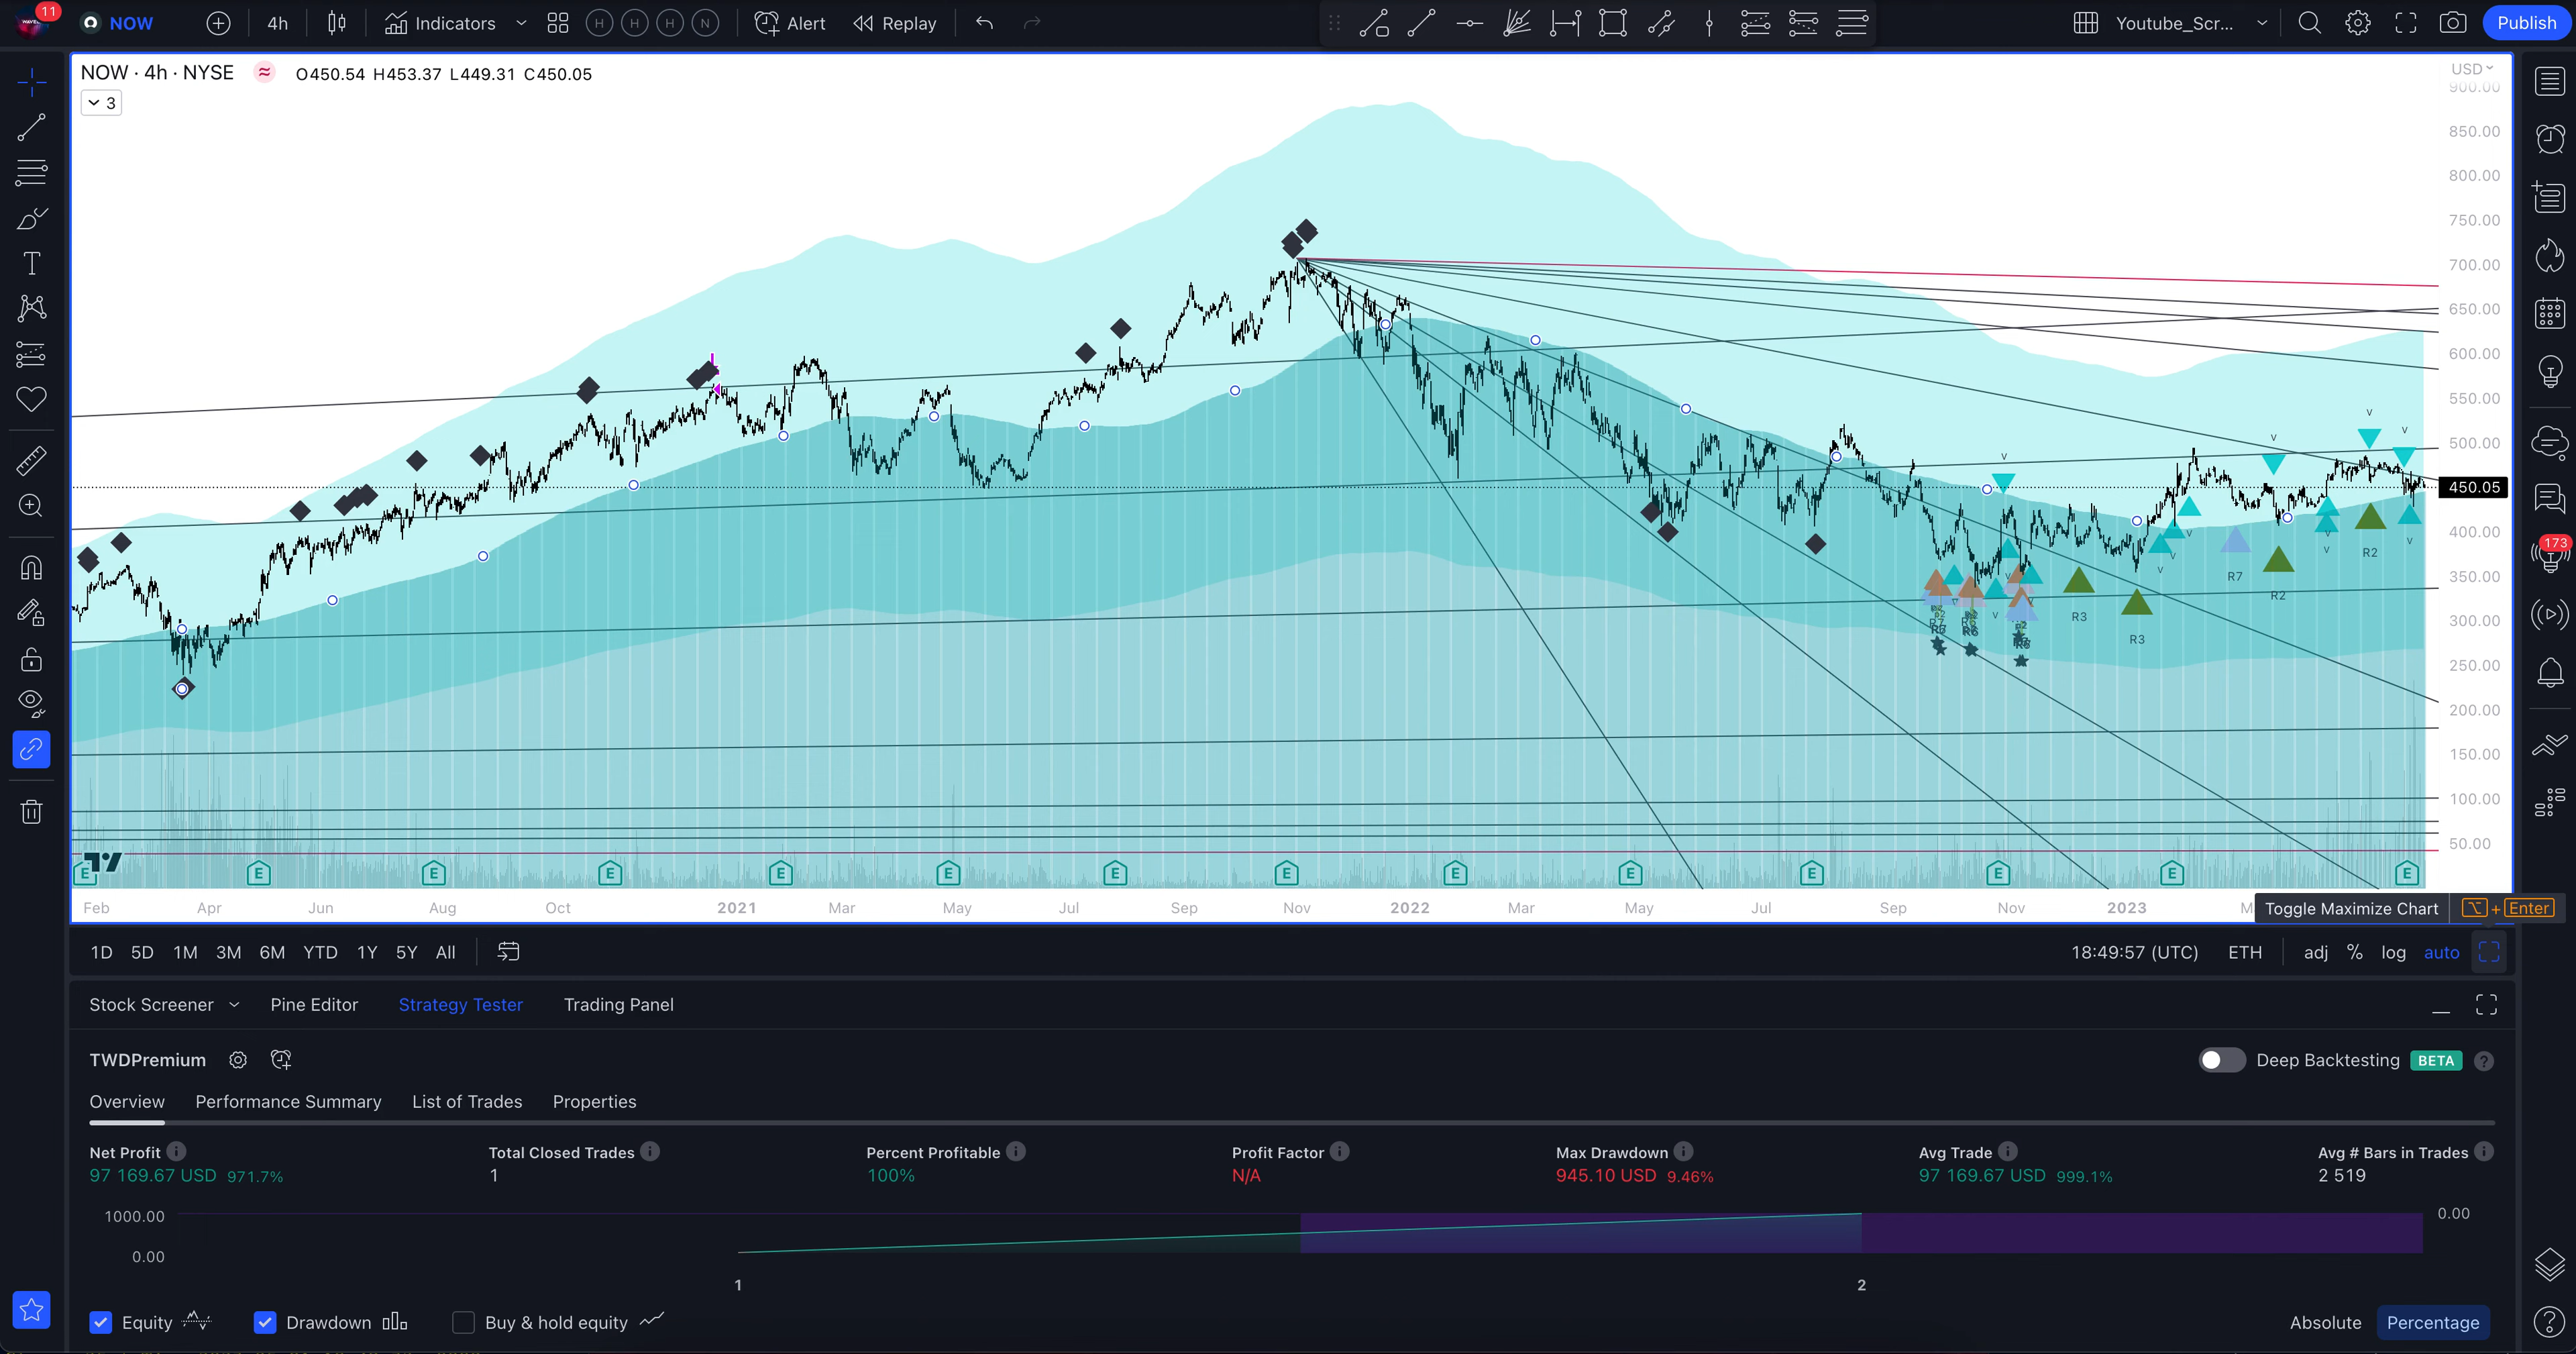 11 NOW 4h Indicators H H H N Alert Replay Youtube_Scr... Publish
NOW · 4h · NYSE O450.54 H453.37 L449.31 C450.05
3
USD
900.00
850.00
800.00
750.00
700.00
650.00
600.00
550.00
500.00
450.05
400.00
350.00
300.00
250.00
200.00
150.00
100.00
50.00
v
v
v
v
R7
R2
R2
R3
R3
173
E E E E E E E E E E E E E E
Feb Apr Jun Aug Oct 2021 Mar May Jul Sep Nov 2022 Mar May Jul Sep Nov 2023 M
Toggle Maximize Chart ⌥ + Enter
1D 5D 1M 3M 6M YTD 1Y 5Y All 18:49:57 (UTC) ETH adj % log auto
Stock Screener Pine Editor Strategy Tester Trading Panel
TWDPremium Deep Backtesting BETA ?
Overview Performance Summary List of Trades Properties
Net Profit Total Closed Trades Percent Profitable Profit Factor Max Drawdown Avg Trade Avg # Bars in Trades
97 169.67 USD 971.7% 1 100% N/A 945.10 USD 9.46% 97 169.67 USD 999.1% 2 519
1000.00 0.00
0.00
1 2
Equity Drawdown Buy & hold equity Absolute Percentage